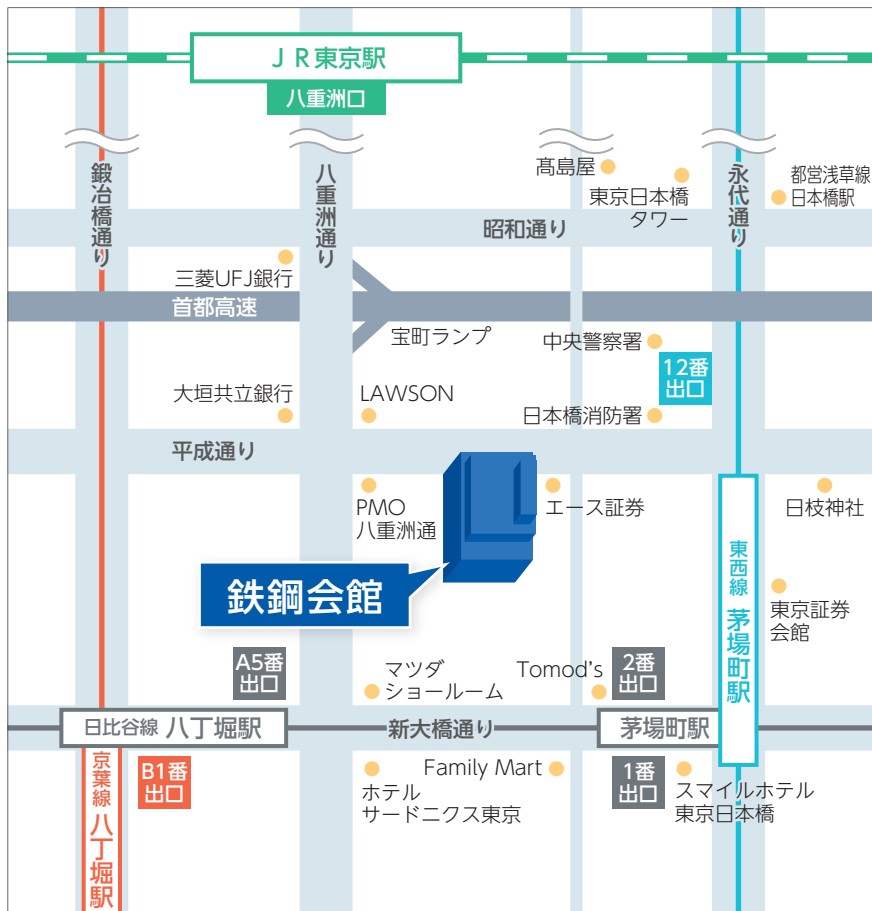 ＪＲ東京駅
八重洲口
鍛冶橋通り
八重洲通り
永代通り
髙島屋
東京日本橋
タワー
都営浅草線
日本橋駅
昭和通り
三菱UFJ銀行
首都高速
宝町ランプ
中央警察署
12番
出口
大垣共立銀行
LAWSON
日本橋消防署
平成通り
PMO
八重洲通
エース証券
日枝神社
鉄鋼会館
東西線 茅場町駅
東京証券
会館
A5番
出口
マツダ
ショールーム
Tomod's
2番
出口
日比谷線 八丁堀駅
新大橋通り
茅場町駅
京葉線 八丁堀駅
B1番
出口
ホテル
サードニクス東京
Family Mart
1番
出口
スマイルホテル
東京日本橋